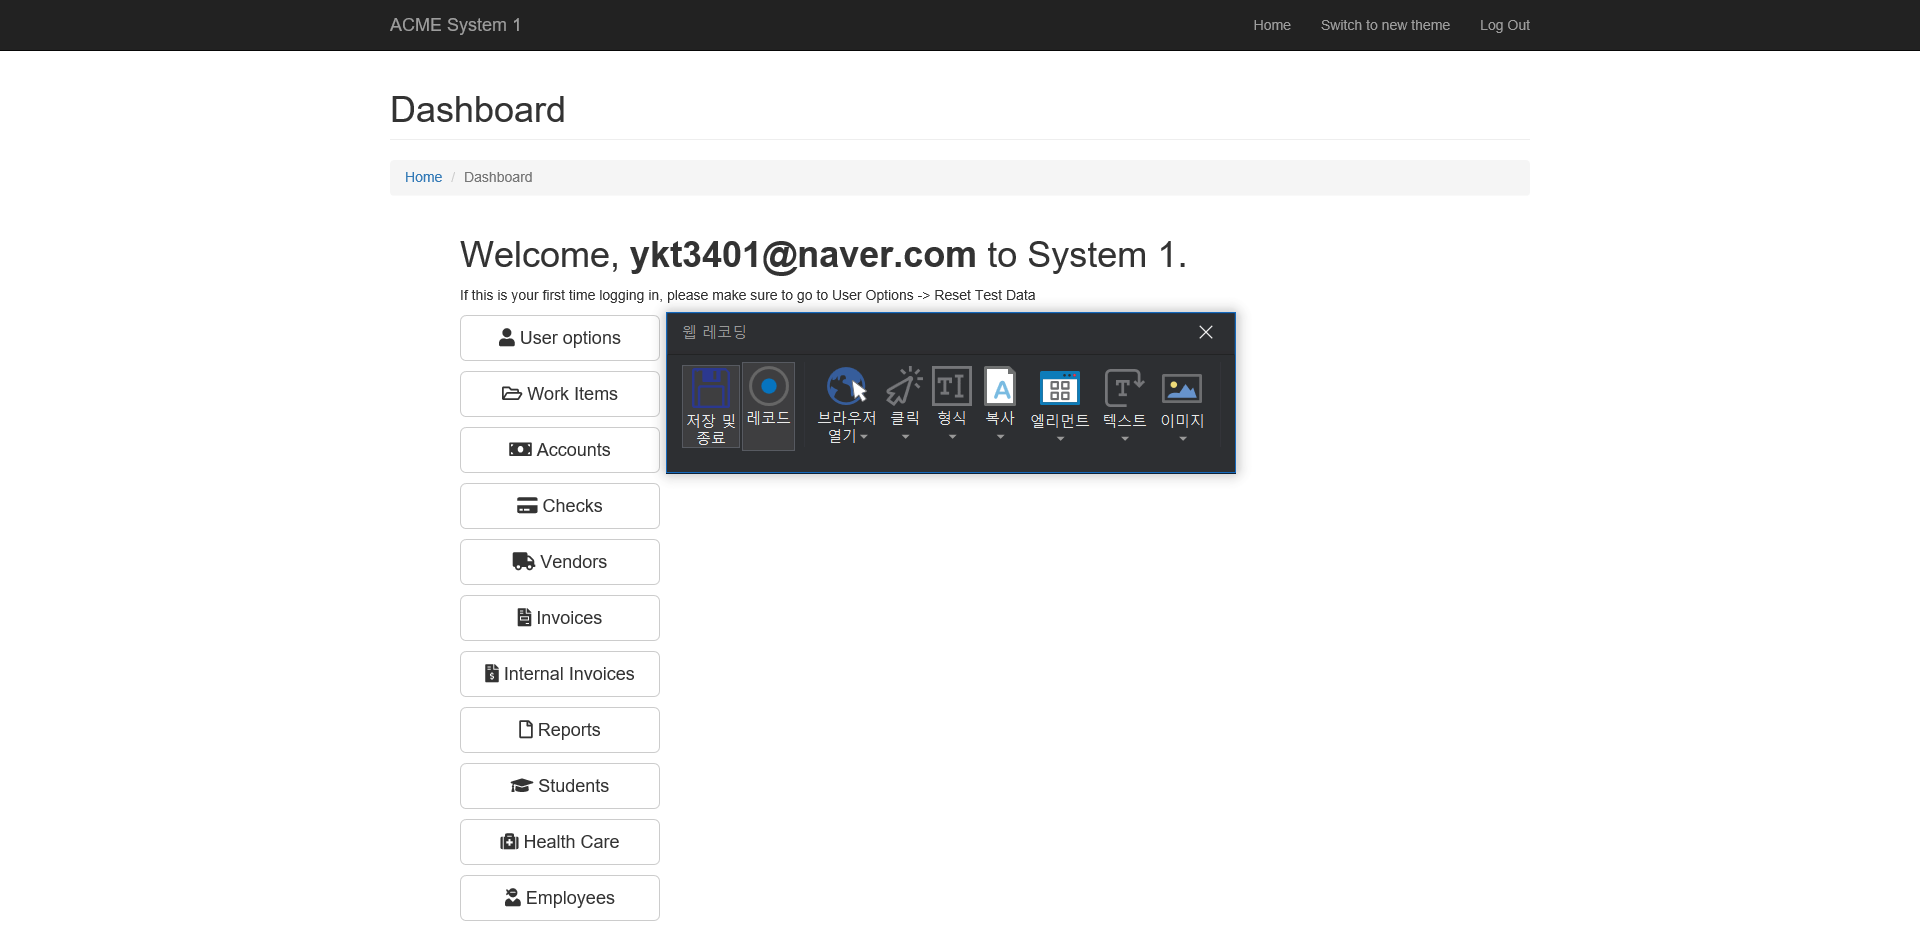 ACME System 1
Home
Switch to new theme
Log Out
Dashboard
Home / Dashboard
Welcome, ykt3401@naver.com to System 1.
If this is your first time logging in, please make sure to go to User Options -> Reset Test Data
User options
Work Items
Accounts
Checks
Vendors
Invoices
Internal Invoices
Reports
Students
Health Care
Employees
웹 레코딩
저장 및
종료
레코드
브라우저
열기
클릭
형식
복사
엘리먼트
텍스트
이미지